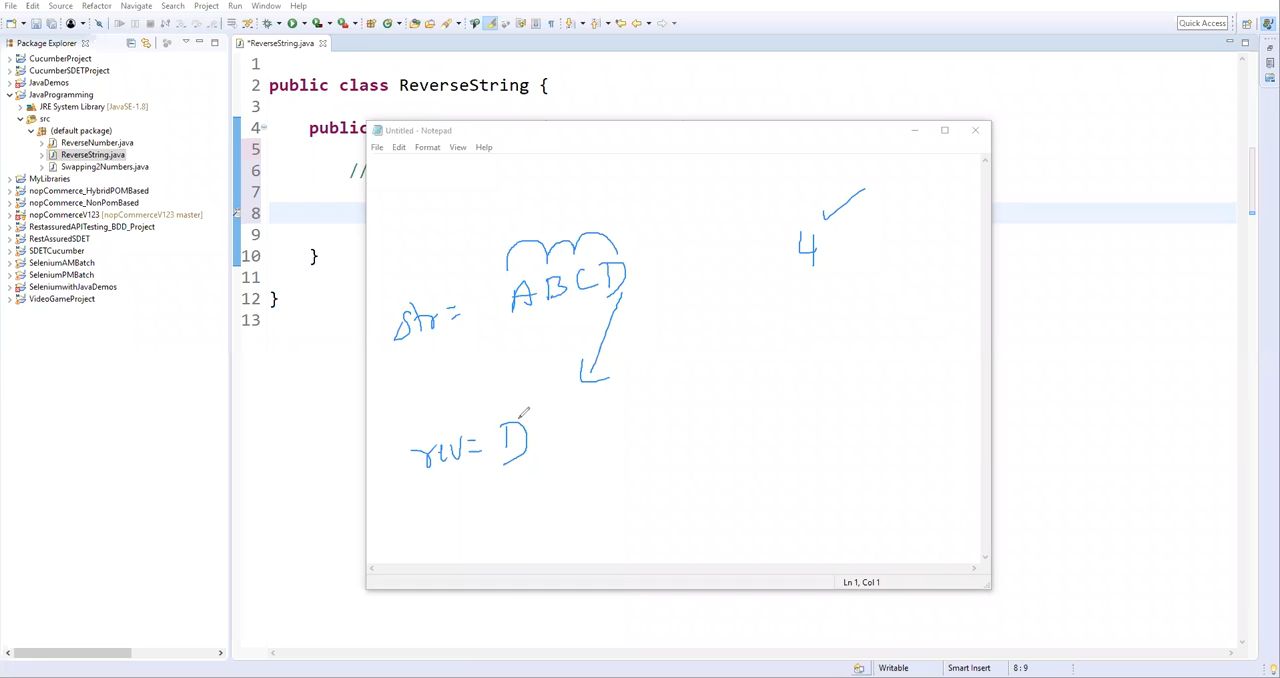 File Edit Source Refactor Navigate Search Project Run Window Help
Quick Access
Package Explorer
*ReverseString.java
CucumberProject
CucumberSDETProject
JavaDemos
JavaProgramming
JRE System Library [JavaSE-1.8]
src
(default package)
ReverseNumber.java
ReverseString.java
Swapping2Numbers.java
MyLibraries
nopCommerce_HybridPOMBased
nopCommerce_NonPomBased
nopCommerceV123 [nopCommerceV123 master]
RestassuredAPITesting_BDD_Project
RestAssuredSDET
SDETCucumber
SeleniumAMBatch
SeleniumPMBatch
SeleniumwithJavaDemos
VideoGameProject
1
2 public class ReverseString {
3
4 public
5
6 //
7
8
9
10 }
11
12 }
13
Untitled - Notepad
File Edit Format View Help
4
str = ABCD
rev = D
Ln 1, Col 1
Writable Smart Insert 8 : 9